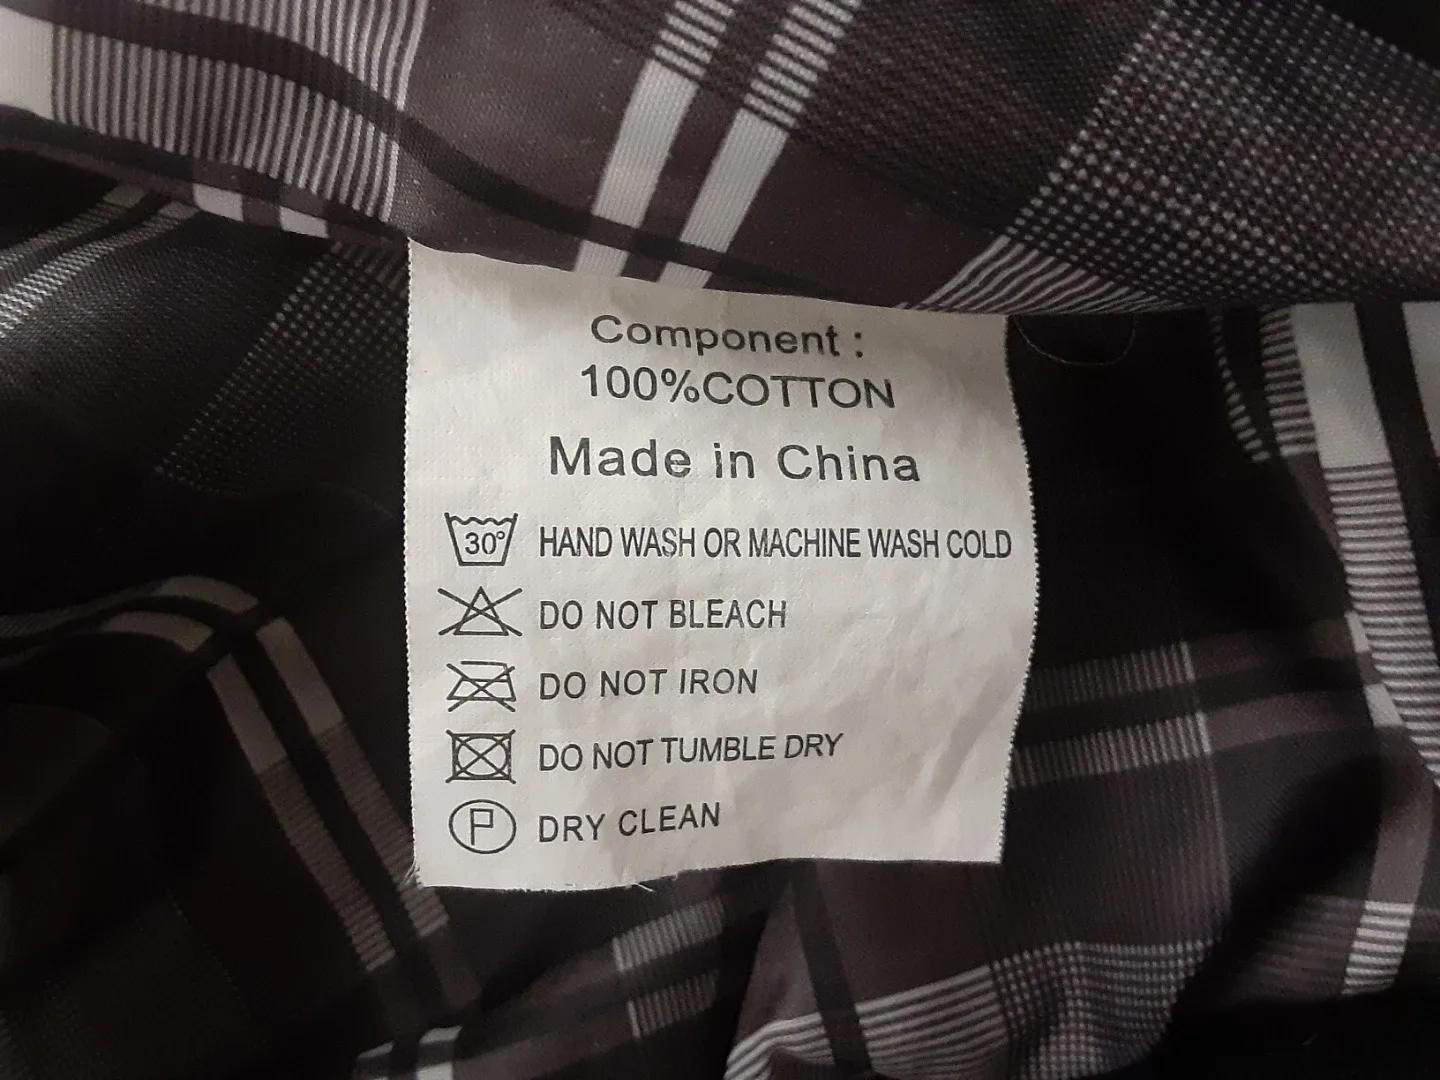 Component :
100%COTTON
Made in China
30° HAND WASH OR MACHINE WASH COLD
DO NOT BLEACH
DO NOT IRON
DO NOT TUMBLE DRY
P DRY CLEAN